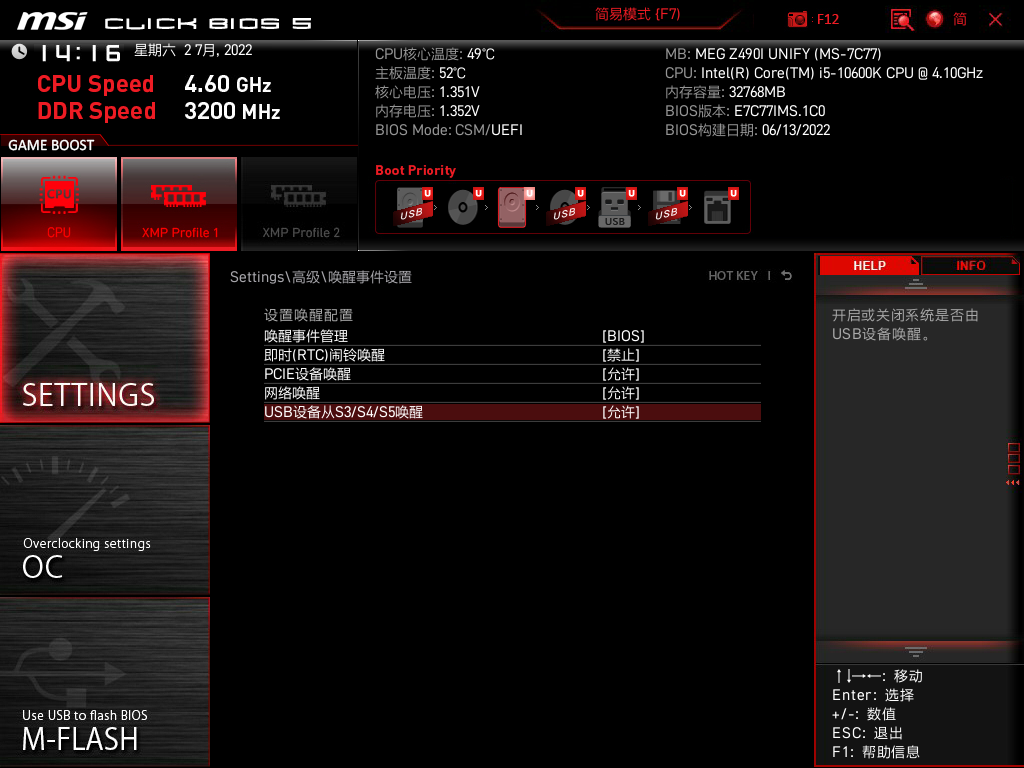 msi CLICK BIOS 5
简易模式 (F7)
F12
简
14:16 星期六 2 7月, 2022
CPU Speed 4.60 GHz
DDR Speed 3200 MHz
CPU核心温度: 49°C
主板温度: 52°C
核心电压: 1.351V
内存电压: 1.352V
BIOS Mode: CSM/UEFI
MB: MEG Z490I UNIFY (MS-7C77)
CPU: Intel(R) Core(TM) i5-10600K CPU @ 4.10GHz
内存容量: 32768MB
BIOS版本: E7C77IMS.1C0
BIOS构建日期: 06/13/2022
GAME BOOST
CPU
CPU
XMP Profile 1
XMP Profile 2
Boot Priority
U U U U U U U
USB USB USB USB
SETTINGS
Overclocking settings
OC
Use USB to flash BIOS
M-FLASH
Settings\高级\唤醒事件设置
HOT KEY
设置唤醒配置
唤醒事件管理 [BIOS]
即时(RTC)闹铃唤醒 [禁止]
PCIE设备唤醒 [允许]
网络唤醒 [允许]
USB设备从S3/S4/S5唤醒 [允许]
HELP INFO
开启或关闭系统是否由
USB设备唤醒。
↑↓→←: 移动
Enter: 选择
+/-: 数值
ESC: 退出
F1: 帮助信息